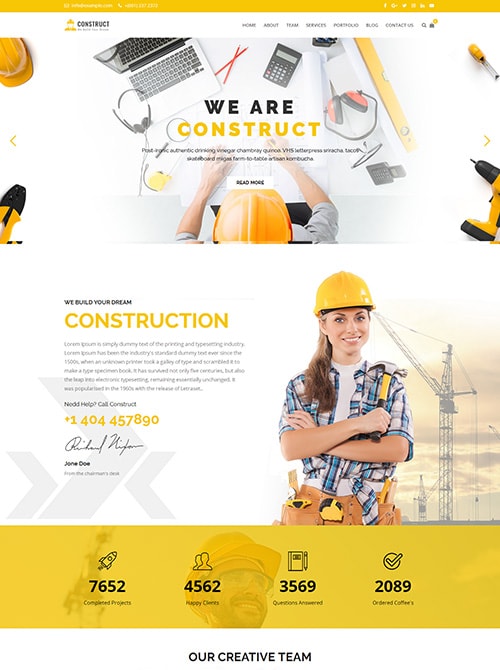 info@example.com +(685) 237 2323
CONSTRUCT
We Build Your Dream
HOME ABOUT TEAM SERVICES PORTFOLIO BLOG CONTACT US
0
WE ARE
CONSTRUCT
Post-ironic authentic drinking vinegar chambray quinoa. VHS letterpress sriracha, tacos
skateboard migas farm-to-table artisan kombucha.
READ MORE
WE BUILD YOUR DREAM
CONSTRUCTION
Lorem Ipsum is simply dummy text of the printing and typesetting industry.
Lorem Ipsum has been the industry's standard dummy text ever since the
1500s, when an unknown printer took a galley of type and scrambled it to
make a type specimen book. It has survived not only five centuries, but also
the leap into electronic typesetting, remaining essentially unchanged. It
was popularised in the 1960s with the release of Letraset..
Nedd Help? Call Construct
+1 404 457890
Richard Nixon
Jone Doe
From the chairman's desk
7652 4562 3569 2089
Completed Projects Happy Clients Questions Answered Ordered Coffee's
OUR CREATIVE TEAM